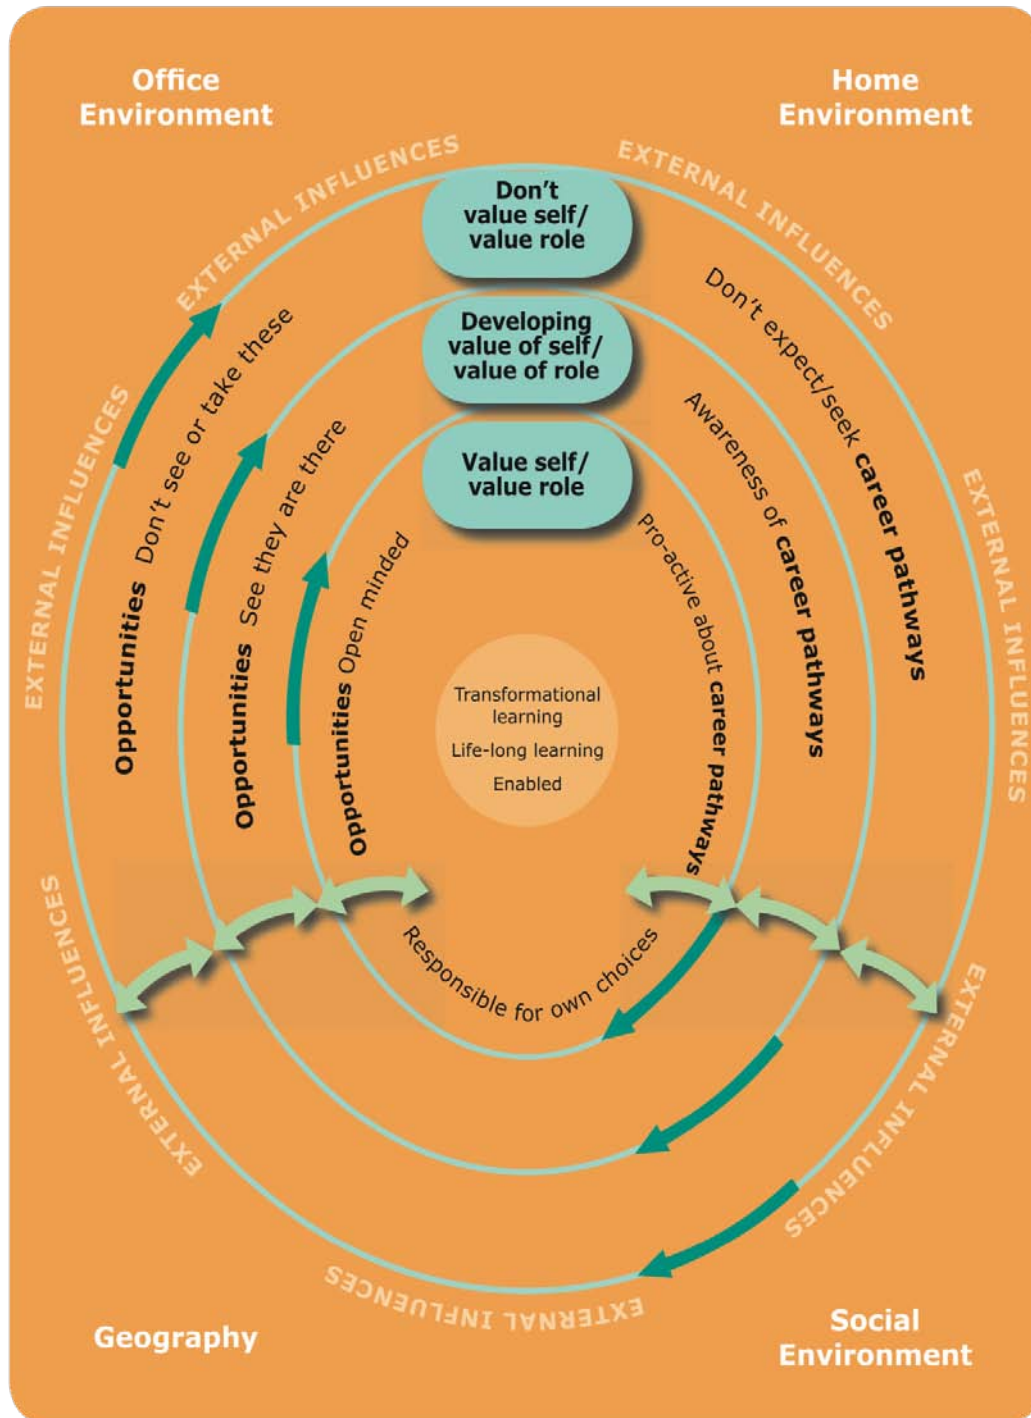 Office
Environment
Home
Environment
EXTERNAL INFLUENCES
EXTERNAL INFLUENCES
EXTERNAL INFLUENCES
EXTERNAL INFLUENCES
EXTERNAL INFLUENCES
EXTERNAL INFLUENCES
EXTERNAL INFLUENCES
Don't
value self/
value role
Developing
value of self/
value of role
Value self/
value role
Opportunities Don't see or take these
Opportunities See they are there
Opportunities Open minded
Pro-active about career pathways
Awareness of career pathways
Don't expect/seek career pathways
Transformational
learning
Life-long learning
Enabled
Responsible for own choices
Geography
Social
Environment